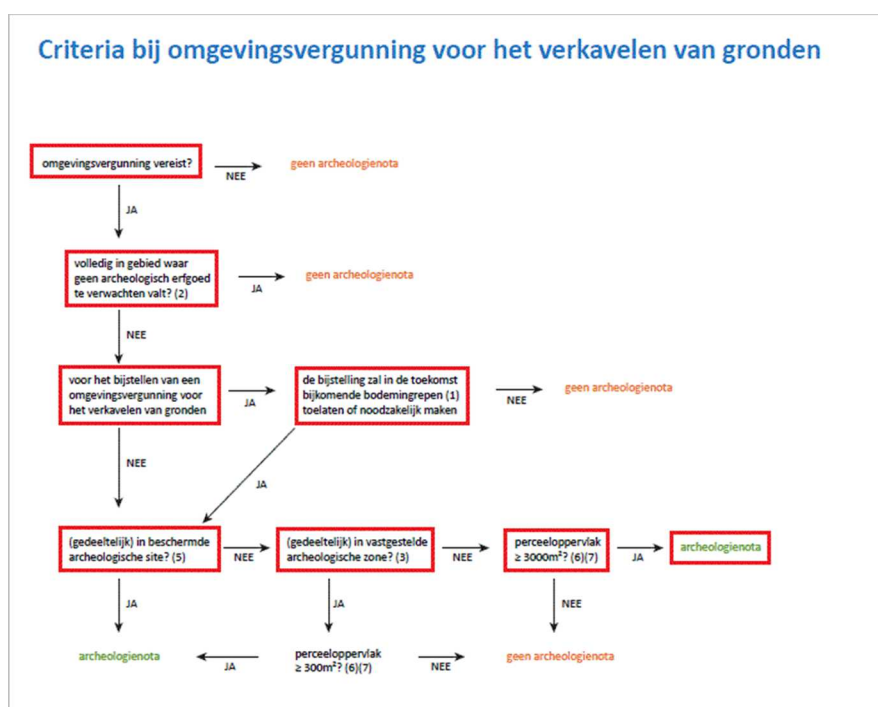 Criteria bij omgevingsvergunning voor het verkavelen van gronden
omgevingsvergunning vereist?
NEE
geen archeologienota
JA
volledig in gebied waar
geen archeologisch erfgoed
te verwachten valt? (2)
JA
geen archeologienota
NEE
voor het bijstellen van een
omgevingsvergunning voor
het verkavelen van gronden
JA
de bijstelling zal in de toekomst
bijkomende bodemingrepen (1)
toelaten of noodzakelijk maken
NEE
geen archeologienota
NEE
JA
(gedeeltelijk) in beschermde
archeologische site? (5)
NEE
(gedeeltelijk) in vastgestelde
archeologische zone? (3)
NEE
perceeloppervlak
≥ 3000m²? (6)(7)
JA
archeologienota
JA
JA
NEE
archeologienota
JA
perceeloppervlak
≥ 300m²? (6)(7)
NEE
geen archeologienota